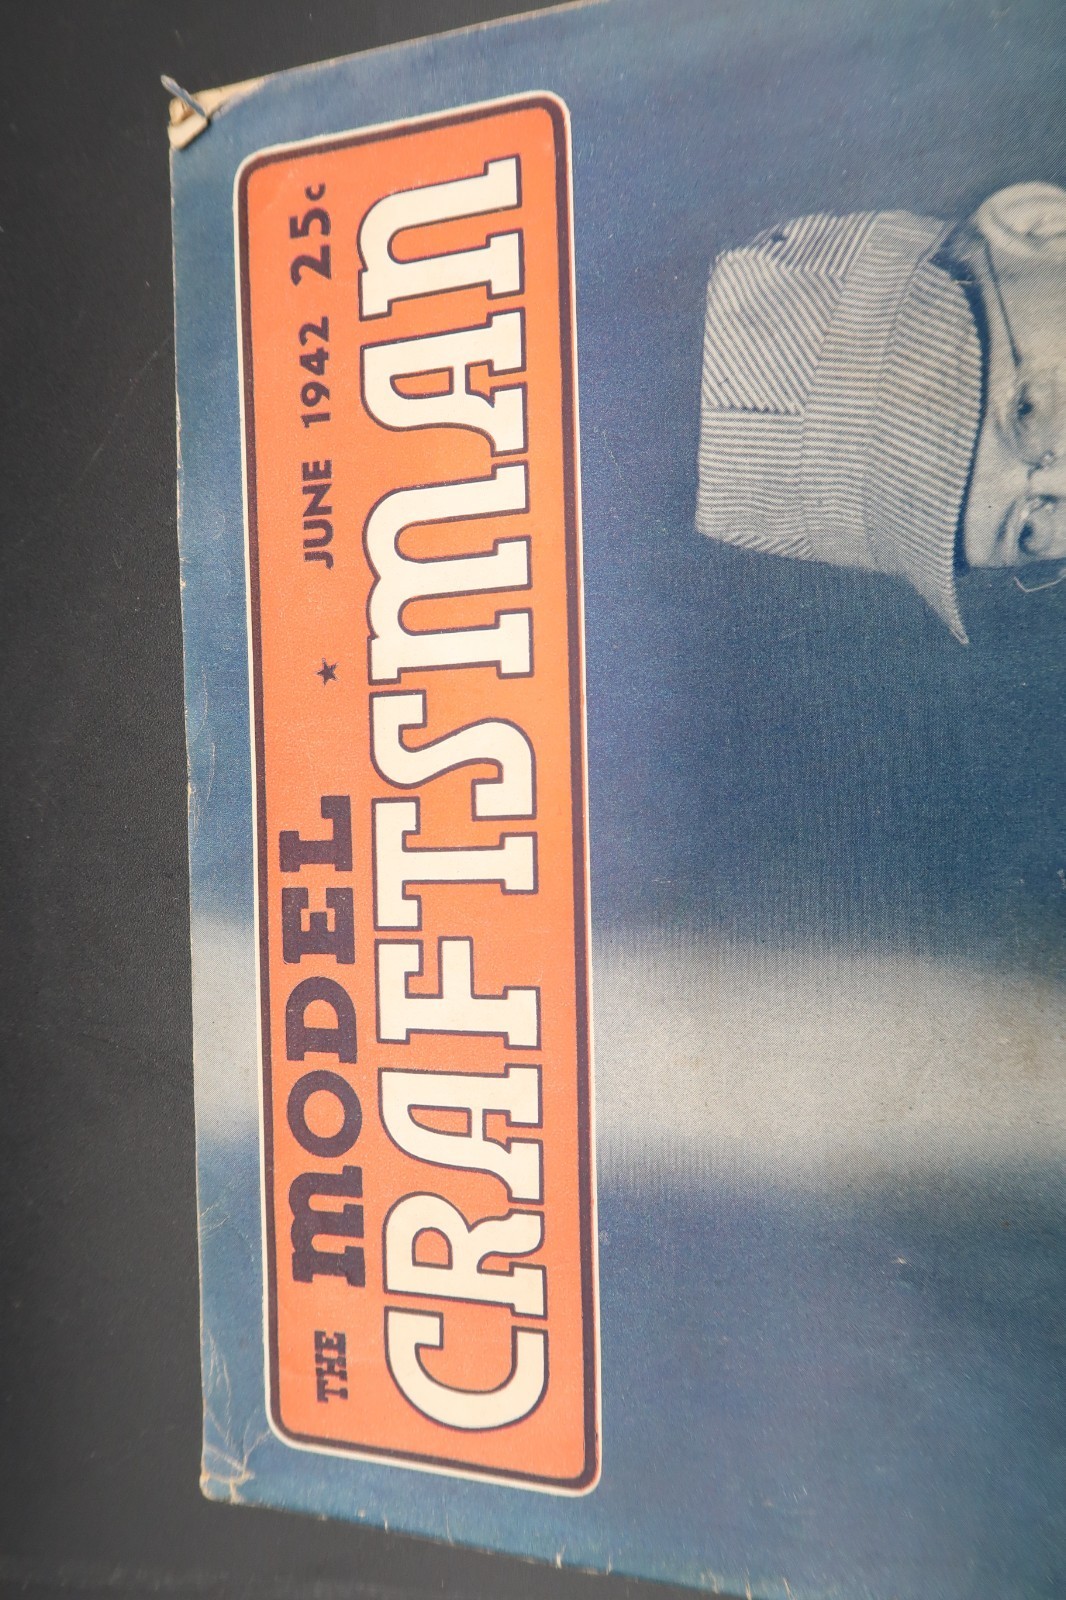 THE MODEL ★ JUNE 1942 25c
CRAFTSMAN